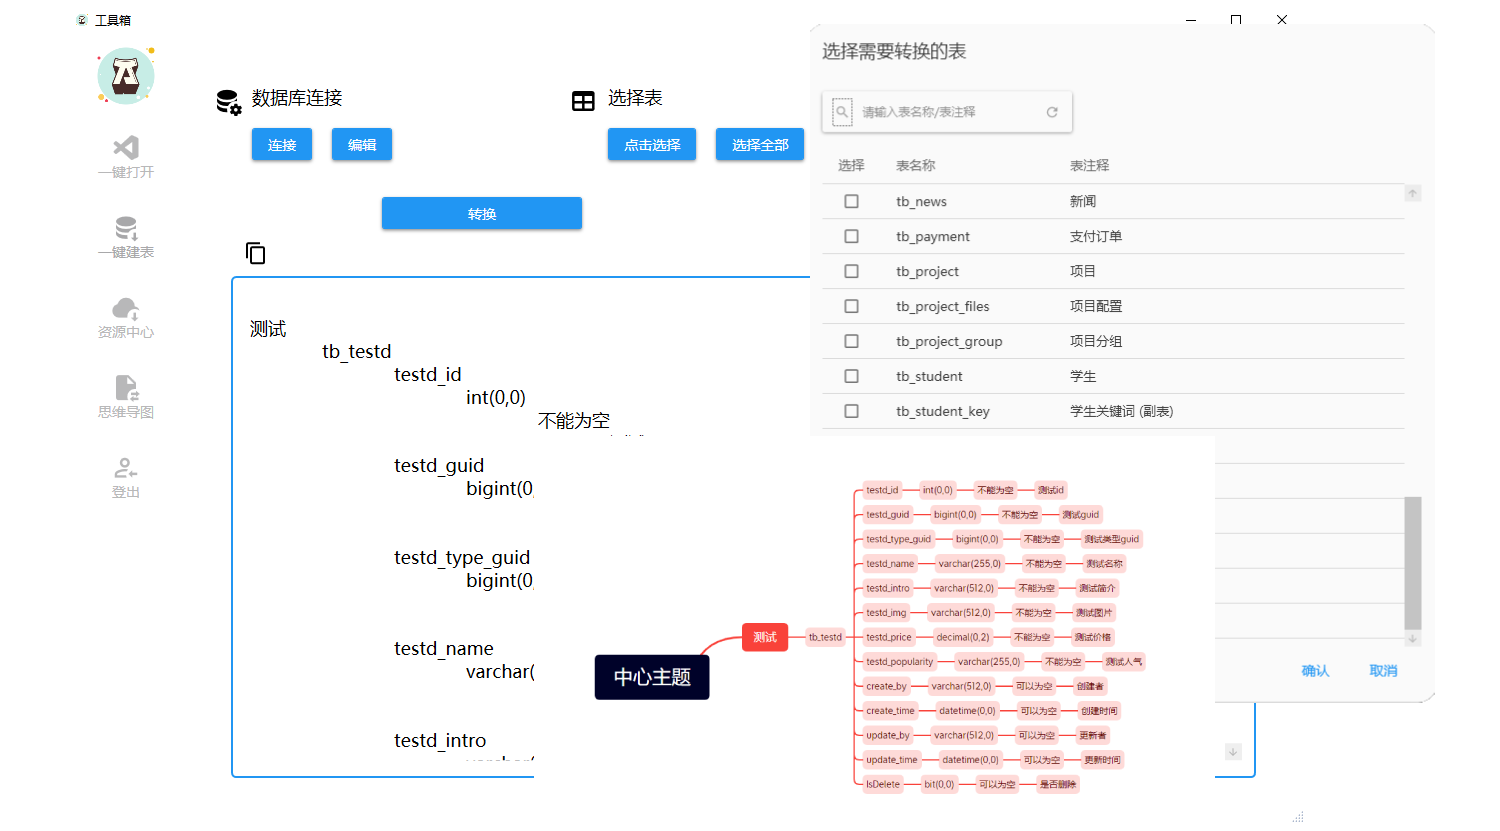 工具箱
一键打开
一键建表
资源中心
思维导图
登出
数据库连接
连接 编辑
选择表
点击选择 选择全部
转换
测试
tb_testd
testd_id
int(0,0)
不能为空
testd_guid
bigint(0,
testd_type_guid
bigint(0,
testd_name
varchar(
testd_intro
选择需要转换的表
请输入表名称/表注释
选择 表名称 表注释
tb_news 新闻
tb_payment 支付订单
tb_project 项目
tb_project_files 项目配置
tb_project_group 项目分组
tb_student 学生
tb_student_key 学生关键词 (副表)
确认 取消
中心主题
测试
tb_testd
testd_id int(0,0) 不能为空 测试id
testd_guid bigint(0,0) 不能为空 测试guid
testd_type_guid bigint(0,0) 不能为空 测试类型guid
testd_name varchar(255,0) 不能为空 测试名称
testd_intro varchar(512,0) 不能为空 测试简介
testd_img varchar(512,0) 不能为空 测试图片
testd_price decimal(0,2) 不能为空 测试价格
testd_popularity varchar(255,0) 不能为空 测试人气
create_by varchar(512,0) 可以为空 创建者
create_time datetime(0,0) 可以为空 创建时间
update_by varchar(512,0) 可以为空 更新者
update_time datetime(0,0) 可以为空 更新时间
IsDelete bit(0,0) 可以为空 是否删除